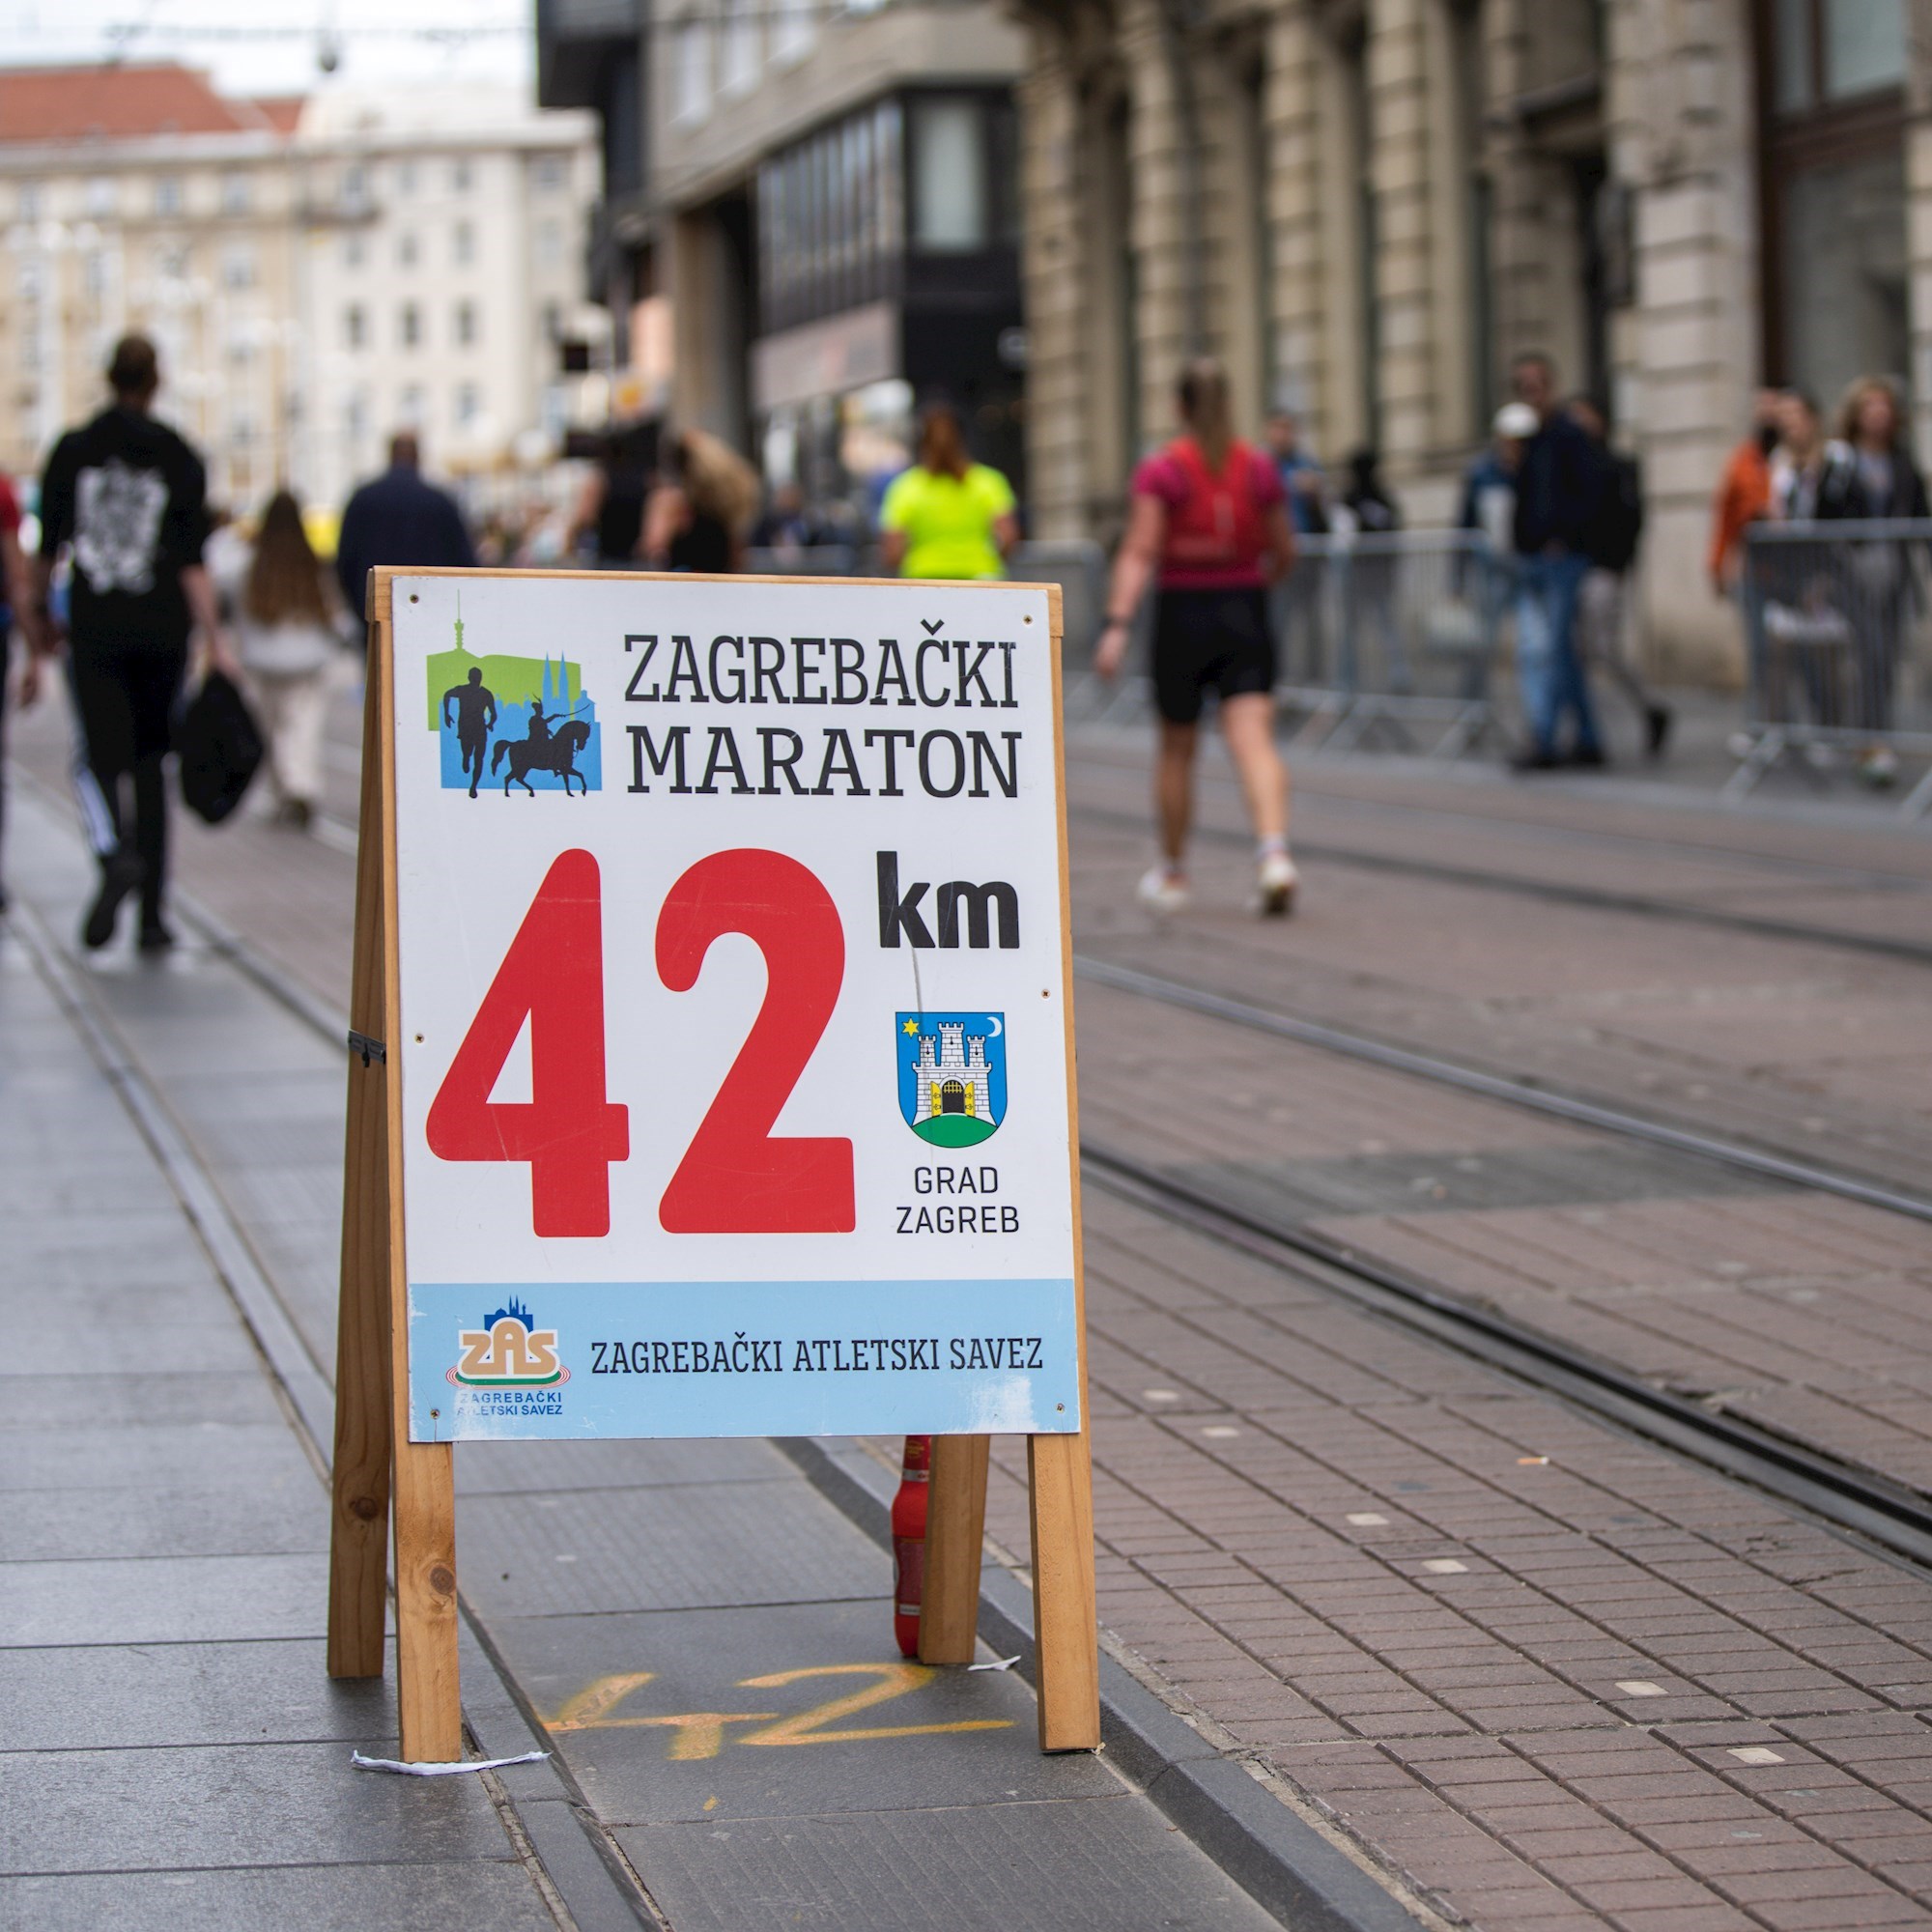 ZAGREBAČKI
MARATON
42 km
GRAD
ZAGREB
ZAS
ZAGREBAČKI
ATLETSKI SAVEZ
ZAGREBAČKI ATLETSKI SAVEZ
42